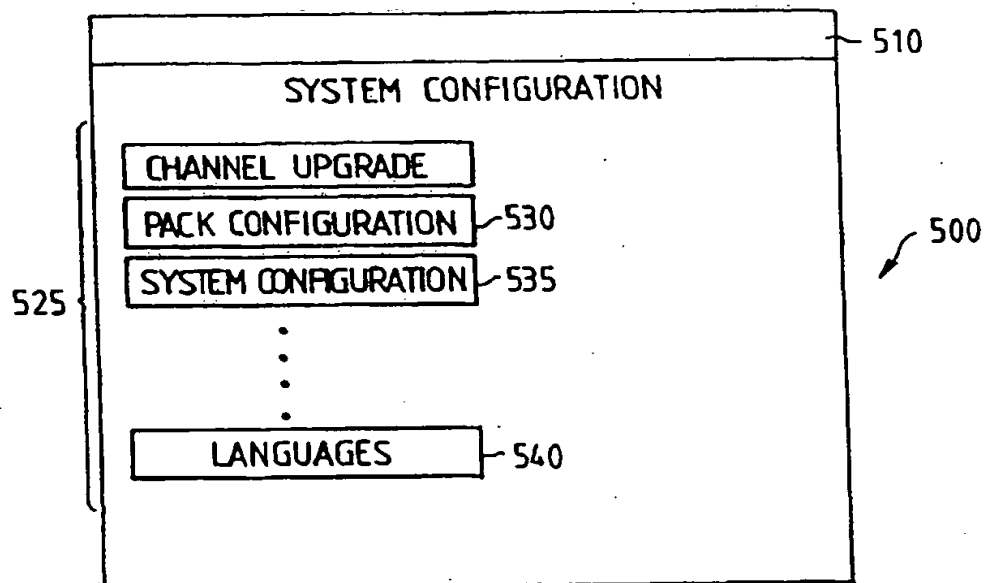 510
SYSTEM CONFIGURATION
CHANNEL UPGRADE
PACK CONFIGURATION
530
500
SYSTEM CONFIGURATION
535
525
LANGUAGES
540